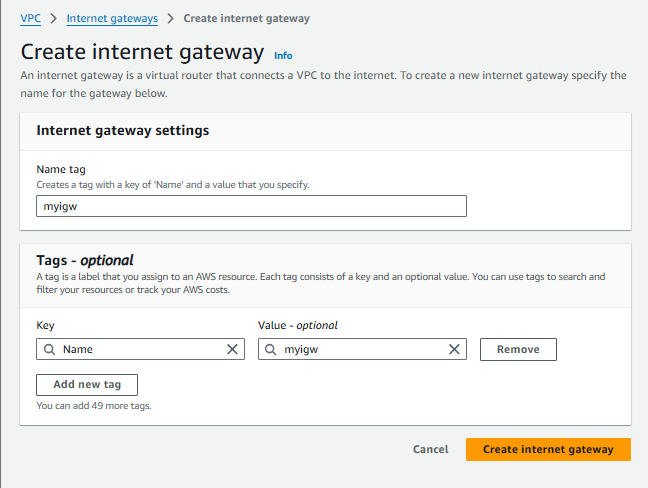 VPC > Internet gateways > Create internet gateway
Create internet gateway Info
An internet gateway is a virtual router that connects a VPC to the internet. To create a new internet gateway specify the
name for the gateway below.
Internet gateway settings
Name tag
Creates a tag with a key of 'Name' and a value that you specify.
myigw
Tags - optional
A tag is a label that you assign to an AWS resource. Each tag consists of a key and an optional value. You can use tags to search and
filter your resources or track your AWS costs.
Key Value - optional
Name myigw Remove
Add new tag
You can add 49 more tags.
Cancel Create internet gateway